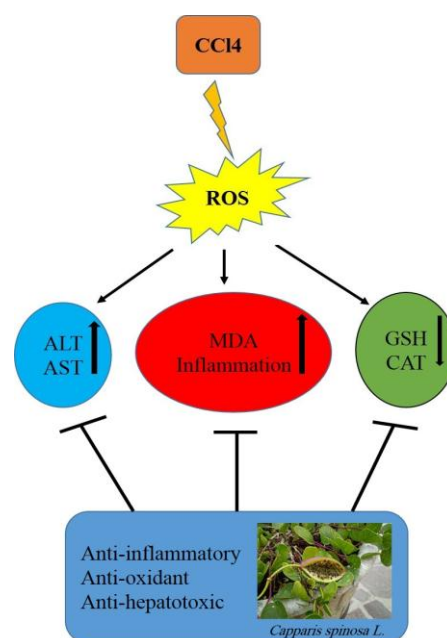 CCl4
ROS
ALT
AST
MDA
Inflammation
GSH
CAT
Anti-inflammatory
Anti-oxidant
Anti-hepatotoxic
Capparis spinosa L.